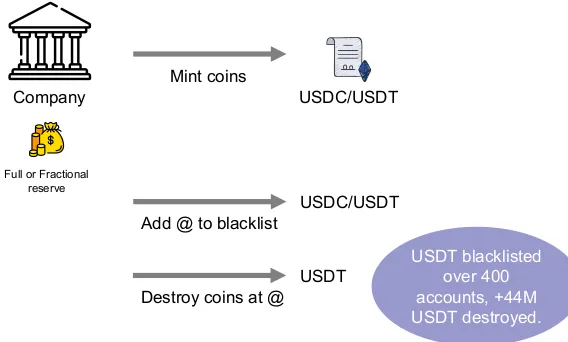 Mint coins
Company
USDC/USDT
$
Full or Fractional
reserve
USDC/USDT
Add @ to blacklist
USDT
Destroy coins at @
USDT blacklisted
over 400
accounts, +44M
USDT destroyed.